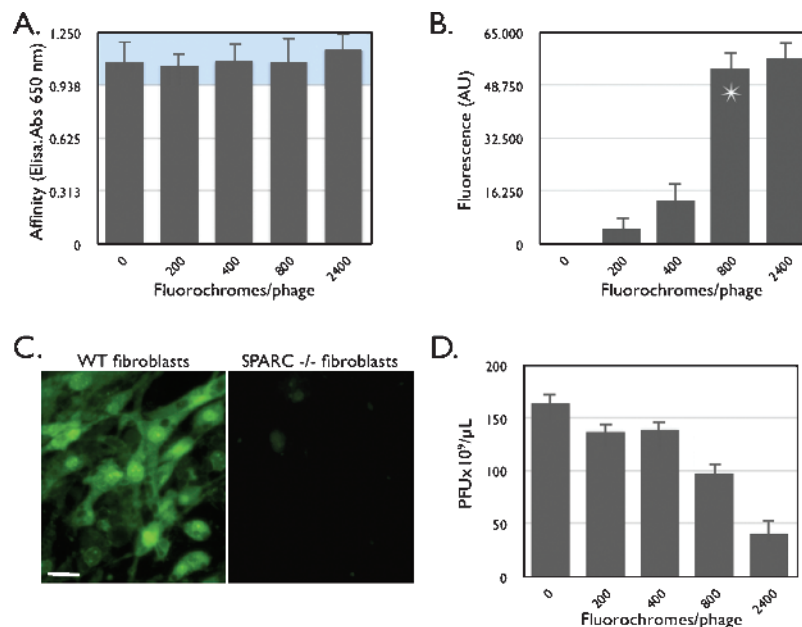 A.
Affinity (Elisa:Abs 650 nm)
1.250
0.938
0.625
0.313
0
0 200 400 800 2400
Fluorochromes/phage
B.
Fluorescence (AU)
65.000
48.750
32.500
16.250
0
0 200 400 800 2400
Fluorochromes/phage
C.
WT fibroblasts SPARC -/- fibroblasts
D.
PFUx10⁹/µL
200
150
100
50
0
0 200 400 800 2400
Fluorochromes/phage